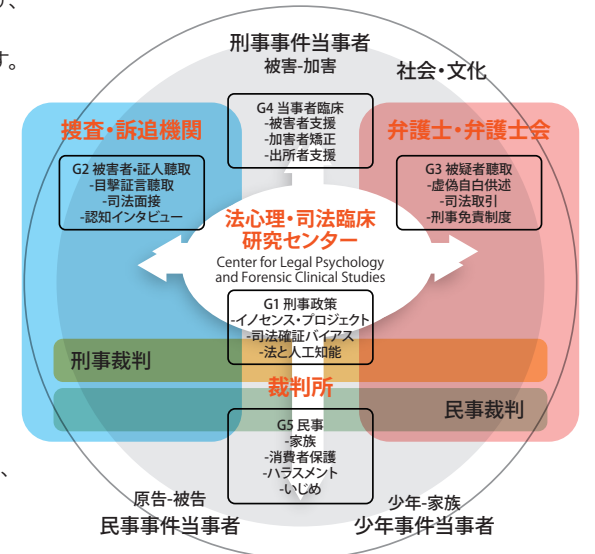 す。
刑事事件当事者
被害-加害
社会・文化
捜査・訴追機関
G4 当事者臨床
-被害者支援
-加害者矯正
-出所者支援
弁護士・弁護士会
G2 被害者・証人聴取
-目撃証言聴取
-司法面接
-認知インタビュー
G3 被疑者聴取
-虚偽自白供述
-司法取引
-刑事免責制度
法心理・司法臨床
研究センター
Center for Legal Psychology
and Forensic Clinical Studies
G1 刑事政策
-イノセンス・プロジェクト
-司法確証バイアス
-法と人工知能
刑事裁判
裁判所
民事裁判
G5 民事
-家族
-消費者保護
-ハラスメント
-いじめ
、
原告-被告
民事事件当事者
少年-家族
少年事件当事者